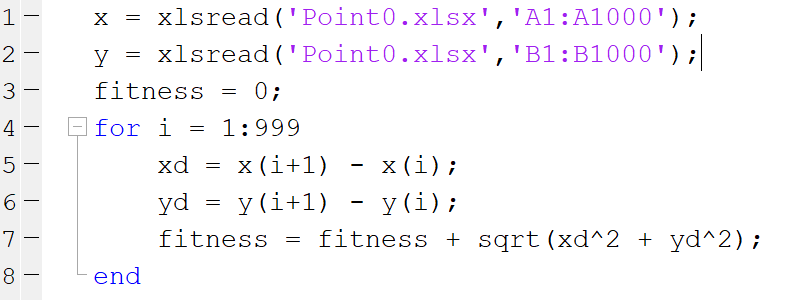 1 – x = xlsread('Point0.xlsx','A1:A1000');
2 – y = xlsread('Point0.xlsx','B1:B1000');
3 – fitness = 0;
4 – for i = 1:999
5 – xd = x(i+1) - x(i);
6 – yd = y(i+1) - y(i);
7 – fitness = fitness + sqrt(xd^2 + yd^2);
8 – end